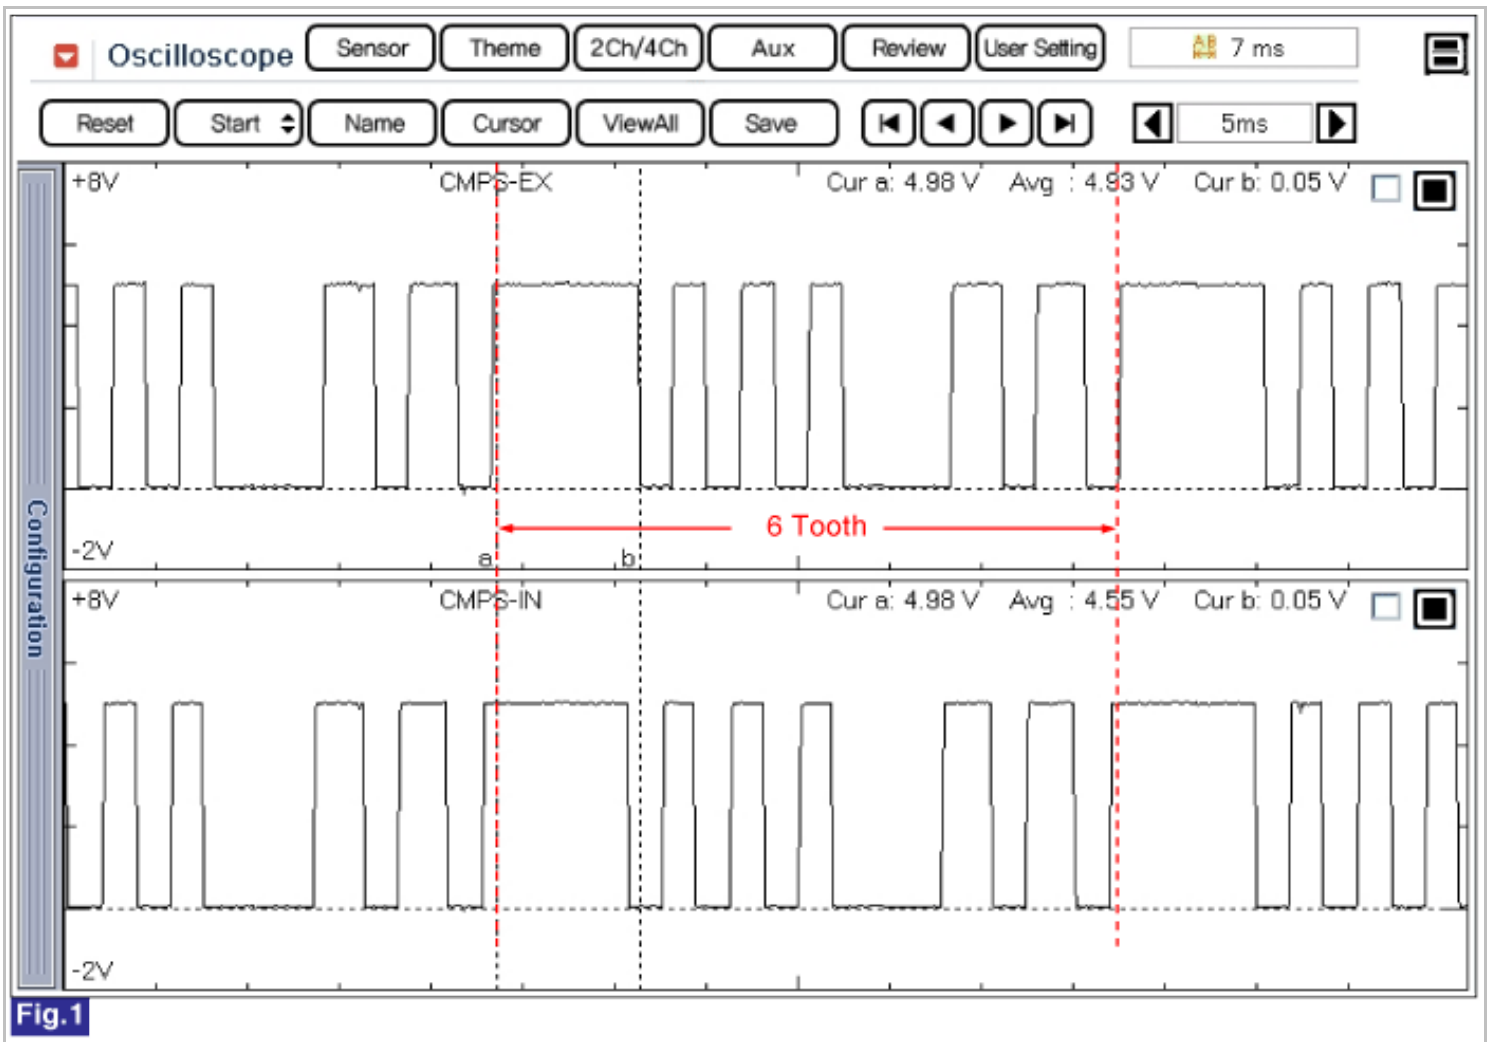 Oscilloscope Sensor Theme 2Ch/4Ch Aux Review User Setting AB 7 ms
Reset Start Name Cursor ViewAll Save 5ms
+8V CMPS-EX Cur a: 4.98 V Avg : 4.93 V Cur b: 0.05 V
Configuration
6 Tooth
-2V a b
+8V CMPS-IN Cur a: 4.98 V Avg : 4.55 V Cur b: 0.05 V
-2V
Fig.1